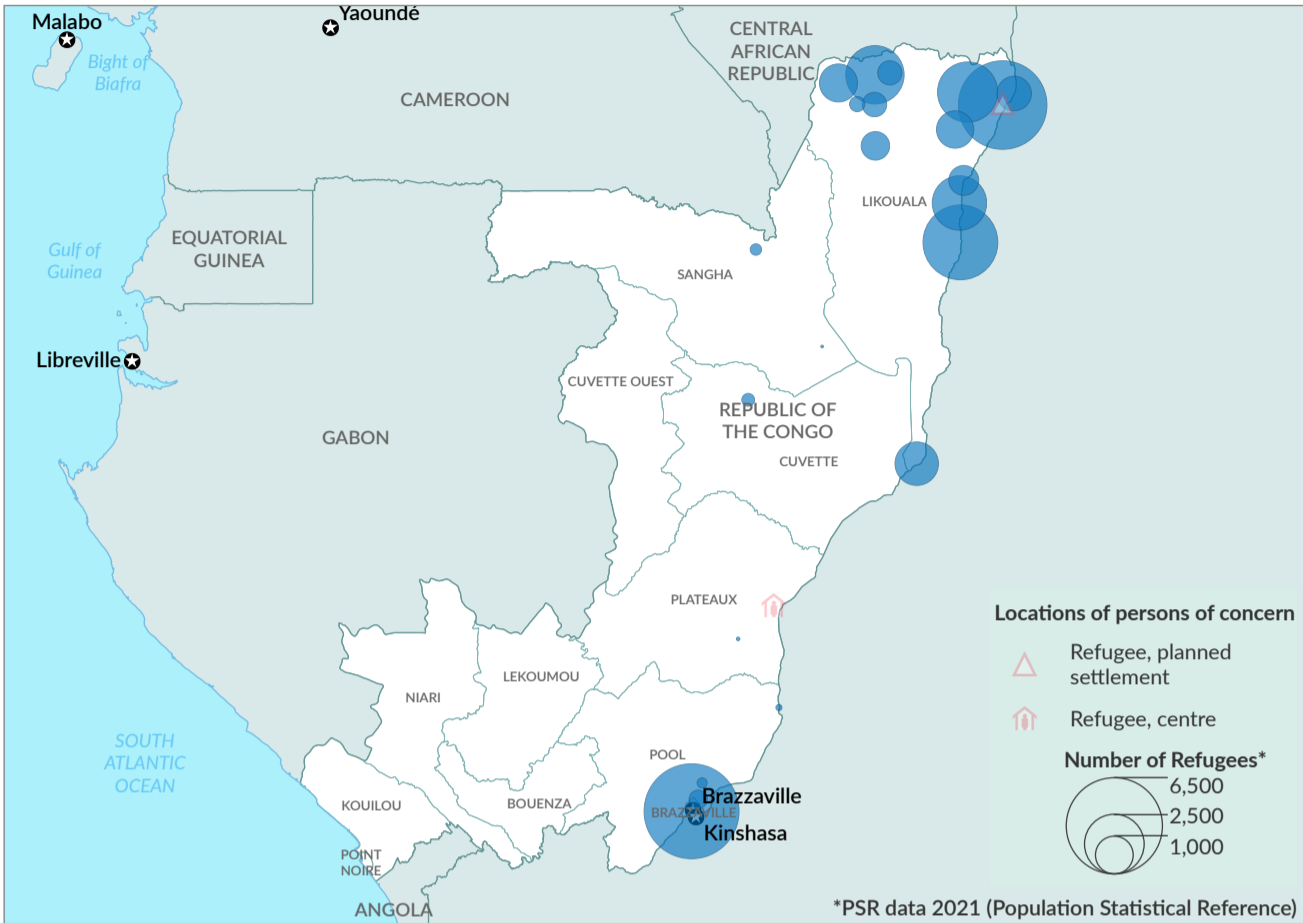 Malabo
Yaoundé
Bight of
Biafra
CENTRAL
AFRICAN
REPUBLIC
CAMEROON
LIKOUALA
EQUATORIAL
GUINEA
Gulf of
Guinea
SANGHA
Libreville
CUVETTE OUEST
REPUBLIC OF
THE CONGO
GABON
CUVETTE
PLATEAUX
LEKOUMOU
NIARI
SOUTH
ATLANTIC
OCEAN
POOL
KOUILOU
BOUENZA
Brazzaville
BRAZZAVILLE
Kinshasa
POINT
NOIRE
ANGOLA
Locations of persons of concern
Refugee, planned
settlement
Refugee, centre
Number of Refugees*
6,500
2,500
1,000
*PSR data 2021 (Population Statistical Reference)